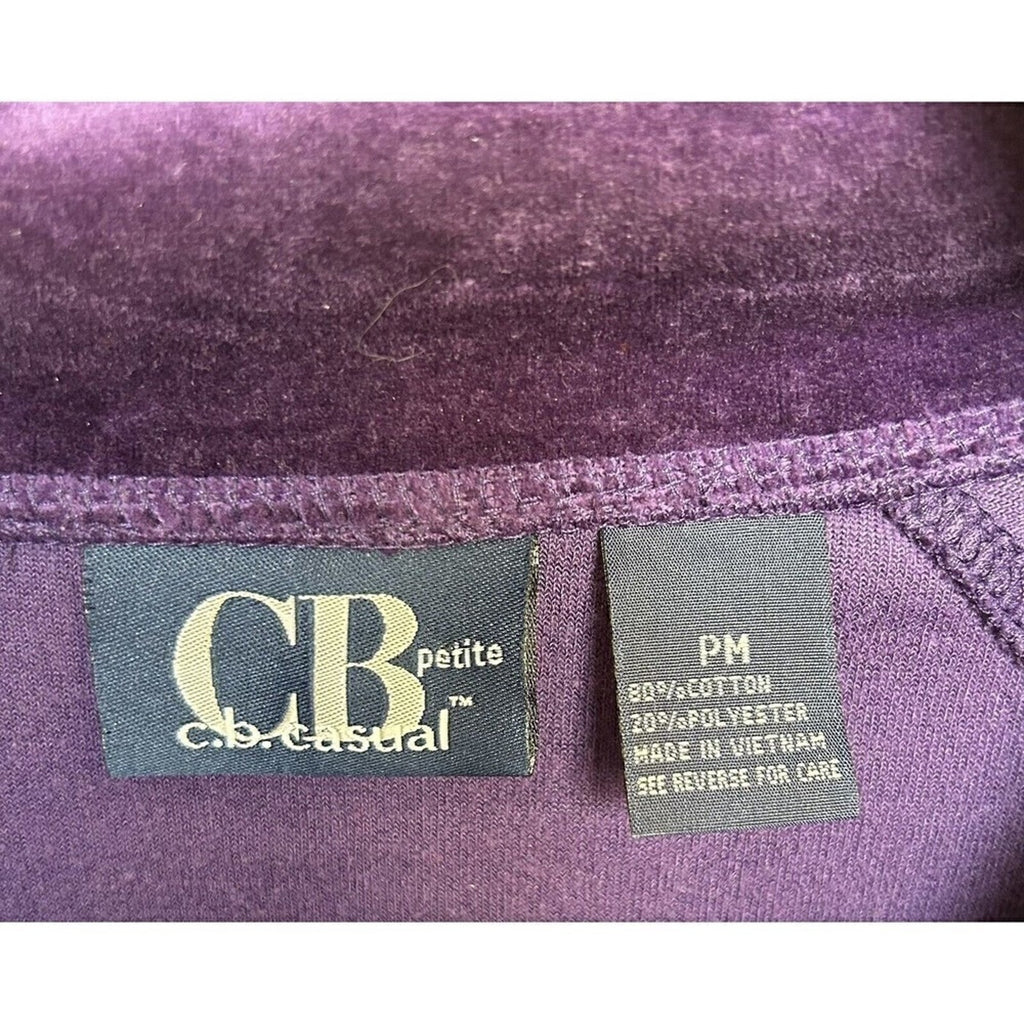 CB
petite
c.b. casual™
PM
80% COTTON
20% POLYESTER
MADE IN VIETNAM
SEE REVERSE FOR CARE